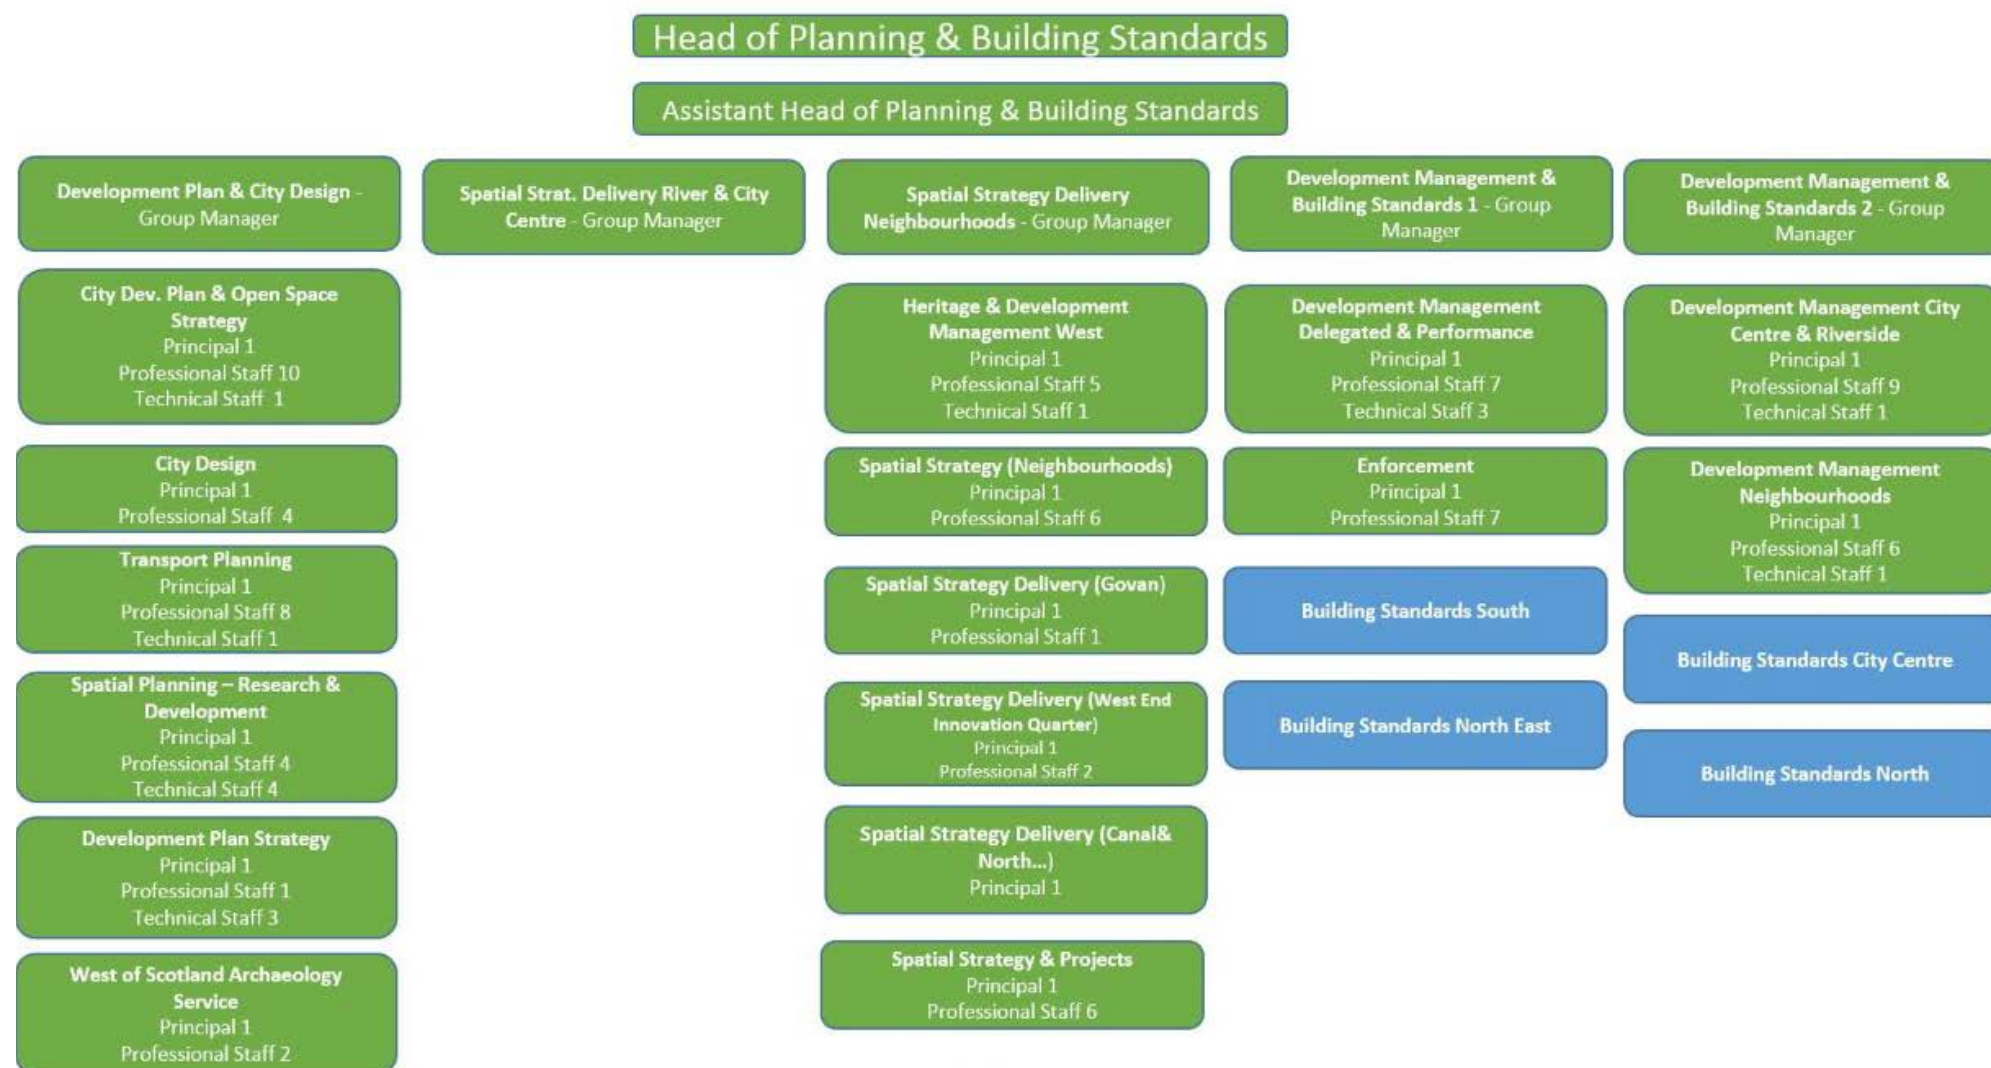 Head of Planning & Building Standards
Assistant Head of Planning & Building Standards
Development Plan & City Design -
Group Manager
City Dev. Plan & Open Space
Strategy
Principal 1
Professional Staff 10
Technical Staff 1
City Design
Principal 1
Professional Staff 4
Transport Planning
Principal 1
Professional Staff 8
Technical Staff 1
Spatial Planning – Research &
Development
Principal 1
Professional Staff 4
Technical Staff 4
Development Plan Strategy
Principal 1
Professional Staff 1
Technical Staff 3
West of Scotland Archaeology
Service
Principal 1
Professional Staff 2
Spatial Strat. Delivery River & City
Centre - Group Manager
Spatial Strategy Delivery
Neighbourhoods - Group Manager
Heritage & Development
Management West
Principal 1
Professional Staff 5
Technical Staff 1
Spatial Strategy (Neighbourhoods)
Principal 1
Professional Staff 6
Spatial Strategy Delivery (Govan)
Principal 1
Professional Staff 1
Spatial Strategy Delivery (West End
Innovation Quarter)
Principal 1
Professional Staff 2
Spatial Strategy Delivery (Canal&
North...)
Principal 1
Spatial Strategy & Projects
Principal 1
Professional Staff 6
Development Management &
Building Standards 1 - Group
Manager
Development Management
Delegated & Performance
Principal 1
Professional Staff 7
Technical Staff 3
Enforcement
Principal 1
Professional Staff 7
Building Standards South
Building Standards North East
Development Management &
Building Standards 2 - Group
Manager
Development Management City
Centre & Riverside
Principal 1
Professional Staff 9
Technical Staff 1
Development Management
Neighbourhoods
Principal 1
Professional Staff 6
Technical Staff 1
Building Standards City Centre
Building Standards North